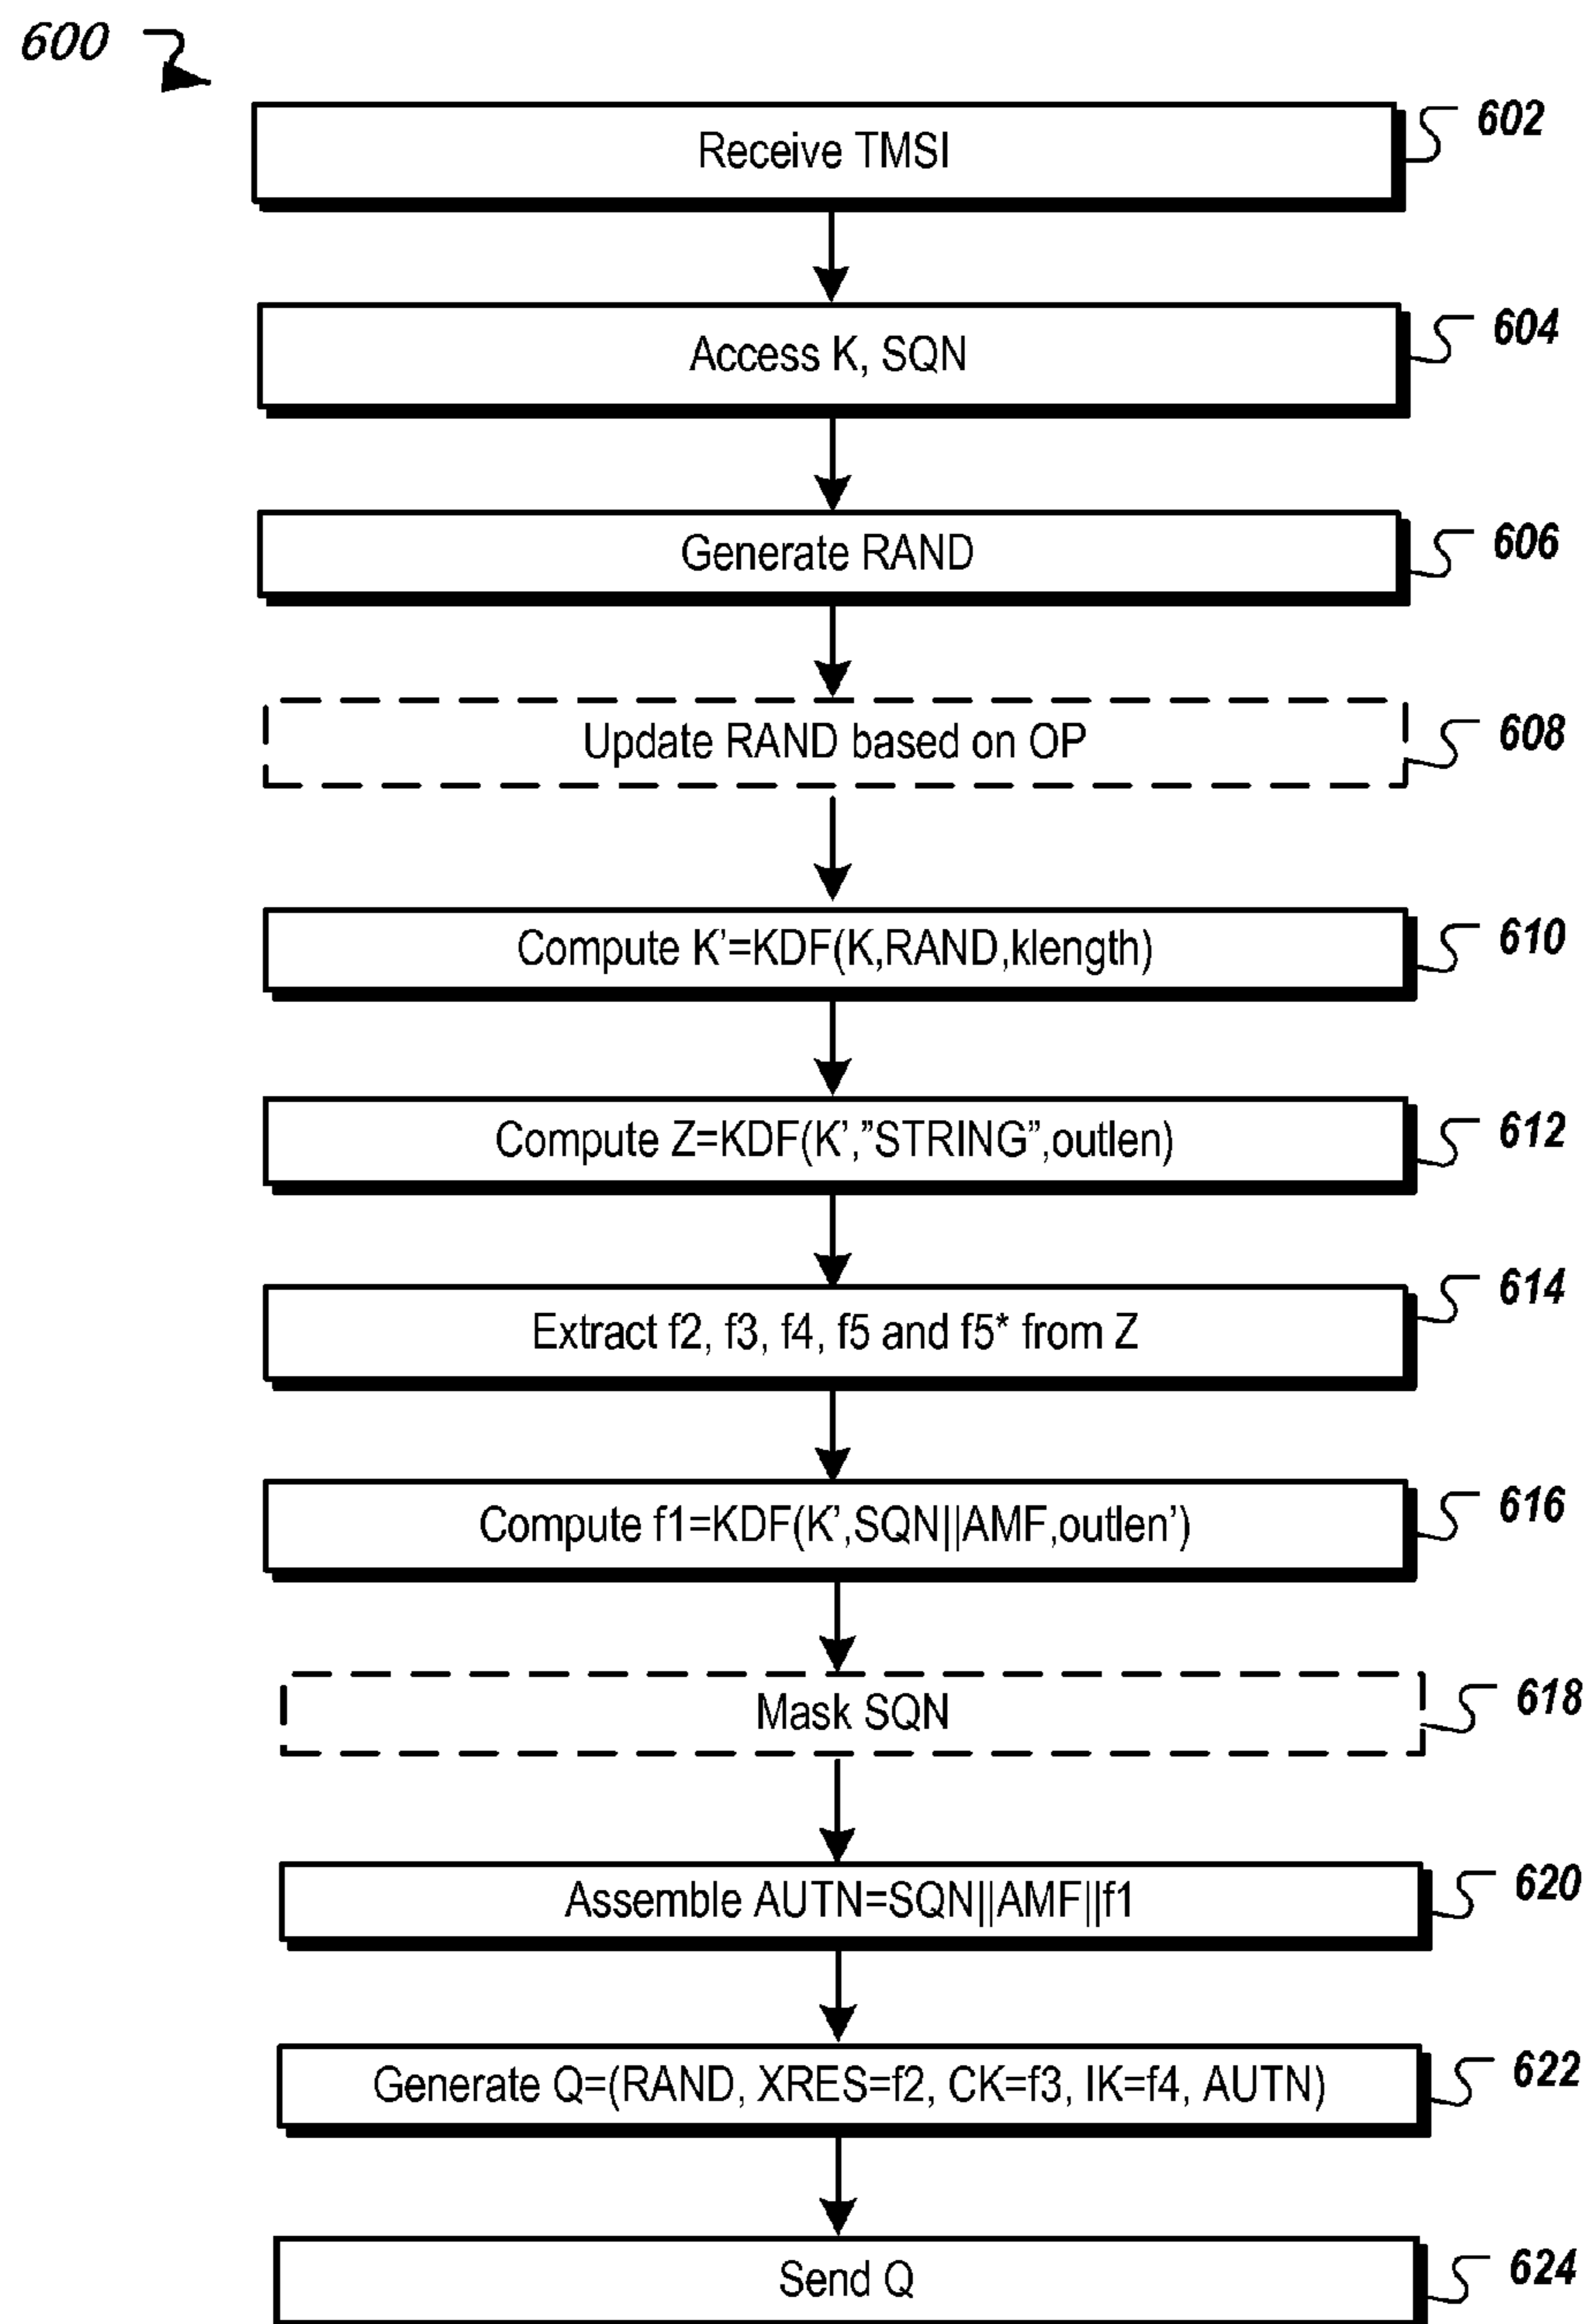 600
Receive TMSI
602
Access K, SQN
604
Generate RAND
606
Update RAND based on OP
608
Compute K’=KDF(K,RAND,klength)
610
Compute Z=KDF(K’,”STRING”,outlen)
612
Extract f2, f3, f4, f5 and f5* from Z
614
Compute f1=KDF(K’,SQN||AMF,outlen’)
616
Mask SQN
618
Assemble AUTN=SQN||AMF||f1
620
Generate Q=(RAND, XRES=f2, CK=f3, IK=f4, AUTN)
622
Send Q
624